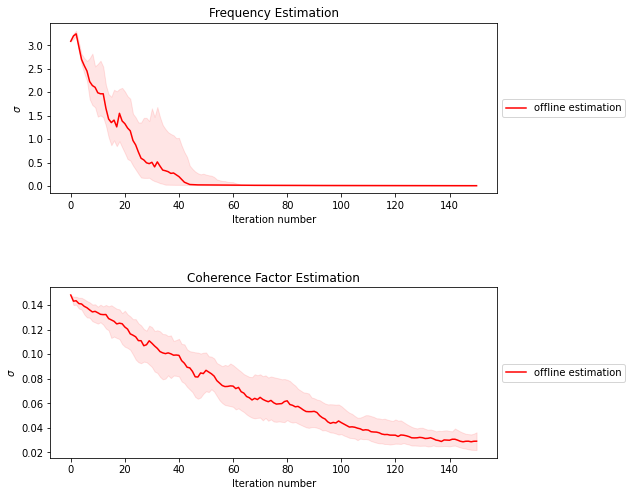 Frequency Estimation
3.0
2.5
2.0
1.5
1.0
0.5
0.0
σ
0 20 40 60 80 100 120 140
Iteration number
offline estimation
Coherence Factor Estimation
0.14
0.12
0.10
0.08
0.06
0.04
0.02
σ
0 20 40 60 80 100 120 140
Iteration number
offline estimation